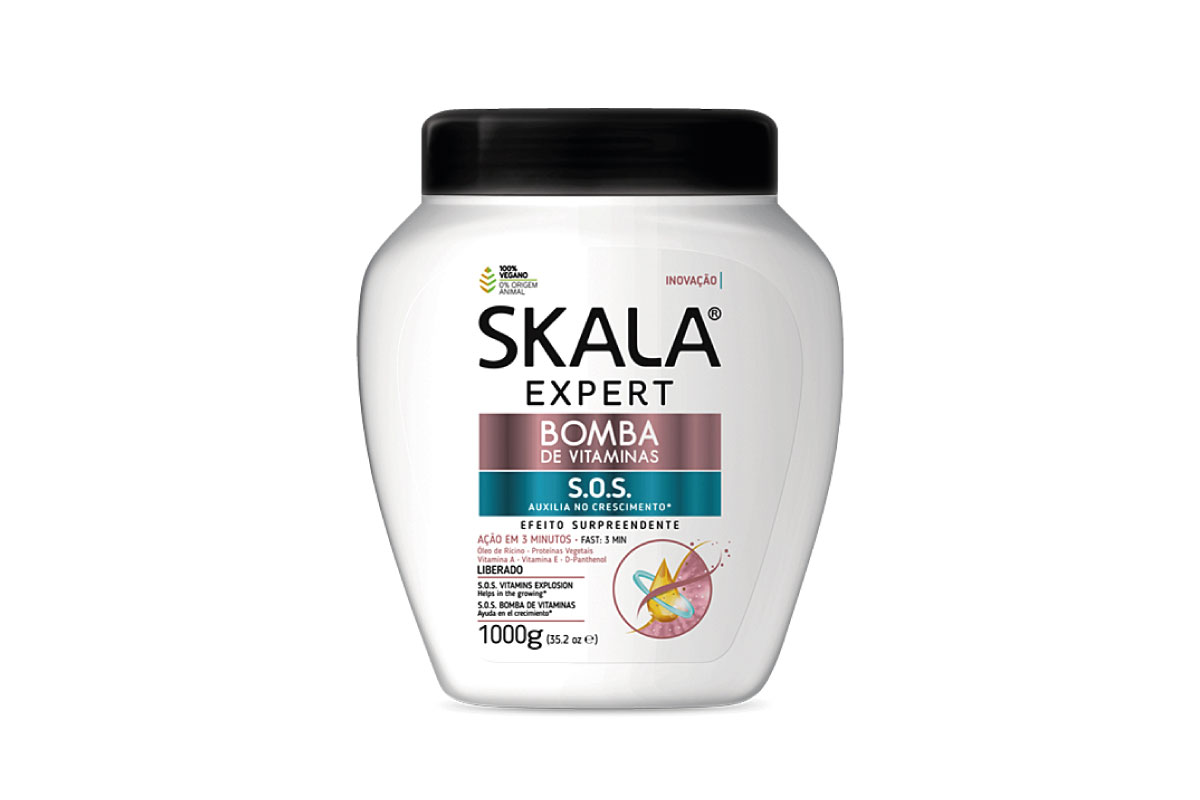 100%
VEGANO
0% ORIGEM
ANIMAL
INOVAÇÃO
SKALA®
EXPERT
BOMBA
DE VITAMINAS
S.O.S.
AUXILIA NO CRESCIMENTO*
EFEITO SURPREENDENTE
AÇÃO EM 3 MINUTOS - FAST: 3 MIN
Óleo de Rícino - Proteínas Vegetais
Vitamina A - Vitamina E - D-Panthenol
LIBERADO
S.O.S. VITAMINS EXPLOSION
Helps in the growing*
S.O.S. BOMBA DE VITAMINAS
Ayuda en el crecimiento*
1000g (35.2 oz ℮)